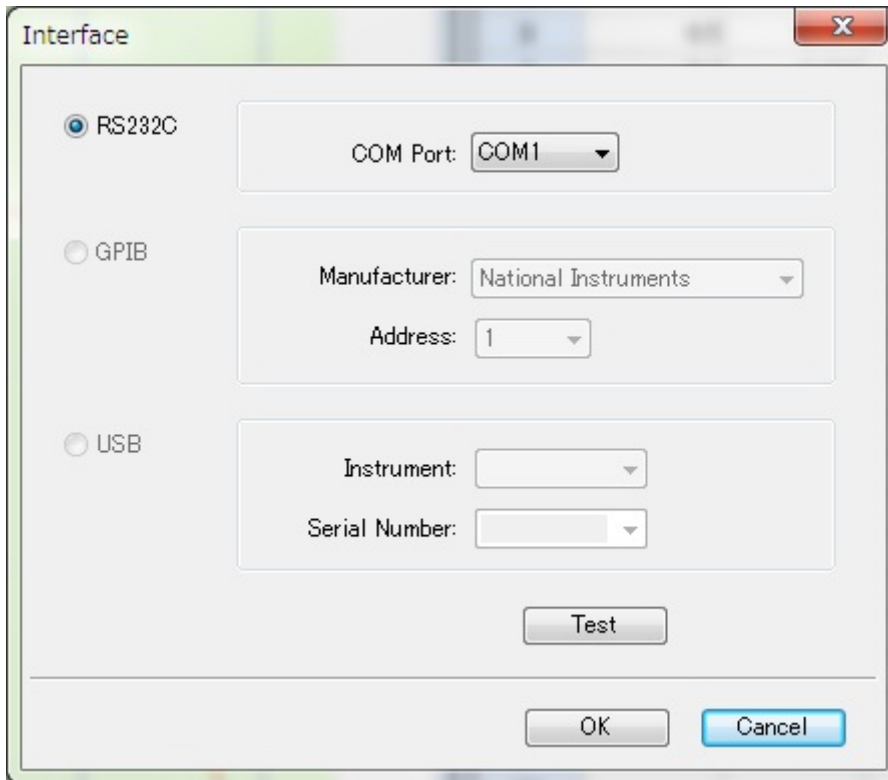 Interface
RS232C
COM Port: COM1
GPIB
Manufacturer: National Instruments
Address: 1
USB
Instrument:
Serial Number:
Test
OK
Cancel